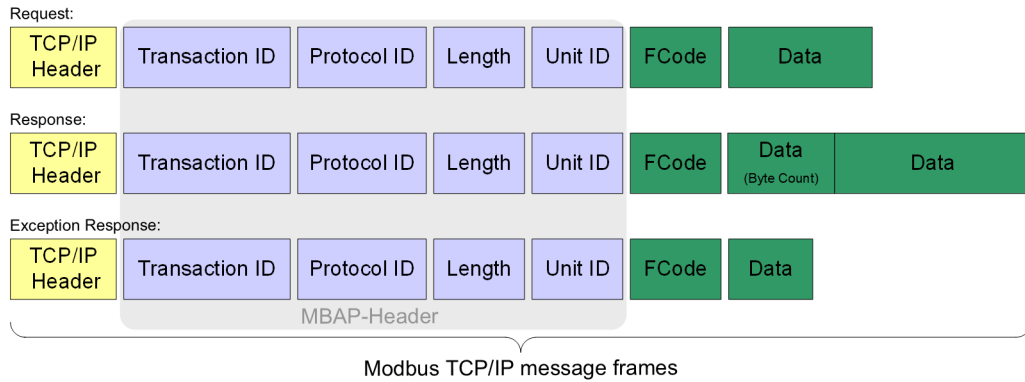 Request:
TCP/IP Header Transaction ID Protocol ID Length Unit ID FCode Data
Response:
TCP/IP Header Transaction ID Protocol ID Length Unit ID FCode Data (Byte Count) Data
Exception Response:
TCP/IP Header Transaction ID Protocol ID Length Unit ID FCode Data
MBAP-Header
Modbus TCP/IP message frames